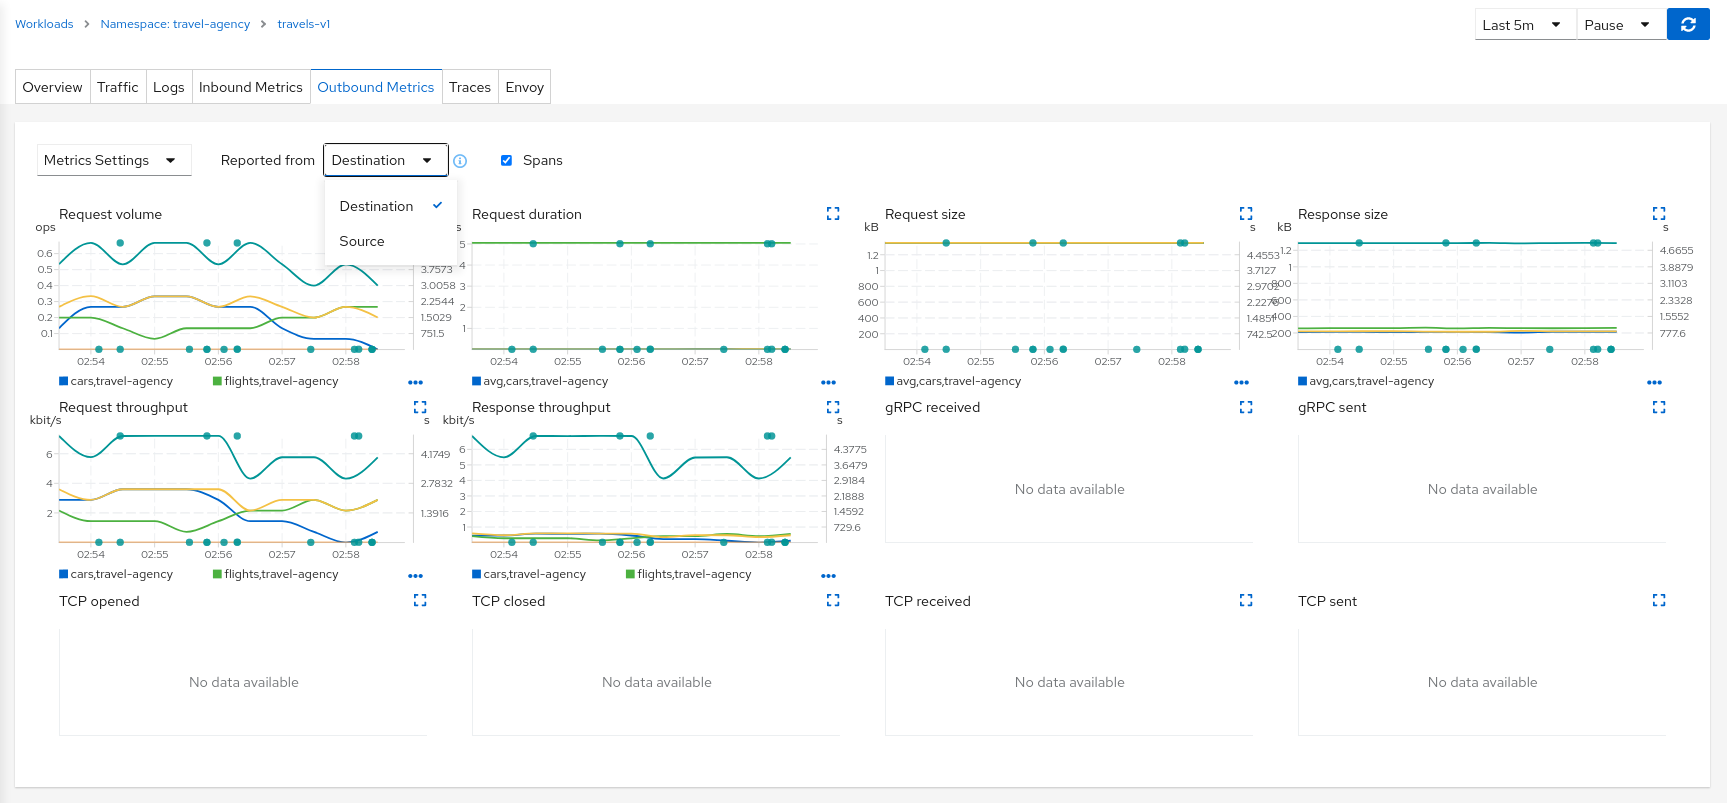 Workloads > Namespace: travel-agency > travels-v1
Last 5m
Pause
Overview
Traffic
Logs
Inbound Metrics
Outbound Metrics
Traces
Envoy
Metrics Settings
Reported from
Destination
Spans
Destination
Source
Request volume
ops
0.6
0.5
0.4
0.3
0.2
0.1
s
3.7573
3.0058
2.2544
1.5029
751.5
02:54 02:55 02:56 02:57 02:58
cars,travel-agency flights,travel-agency
Request duration
5
4
3
2
1
02:54 02:55 02:56 02:57 02:58
avg,cars,travel-agency
Request size
kB
1.2
1
800
600
400
200
s
4.4553
3.7127
742.5
02:54 02:55 02:56 02:57 02:58
avg,cars,travel-agency
Response size
kB
1.2
1
800
600
400
200
s
4.6655
3.8879
3.1103
2.3328
1.5552
777.6
02:54 02:55 02:56 02:57 02:58
avg,cars,travel-agency
Request throughput
kbit/s
6
4
2
s
4.1749
2.7832
1.3916
02:54 02:55 02:56 02:57 02:58
cars,travel-agency flights,travel-agency
Response throughput
kbit/s
6
5
4
3
2
1
s
4.3775
3.6479
2.9184
2.1888
1.4592
729.6
02:54 02:55 02:56 02:57 02:58
cars,travel-agency flights,travel-agency
gRPC received
No data available
gRPC sent
No data available
TCP opened
No data available
TCP closed
No data available
TCP received
No data available
TCP sent
No data available